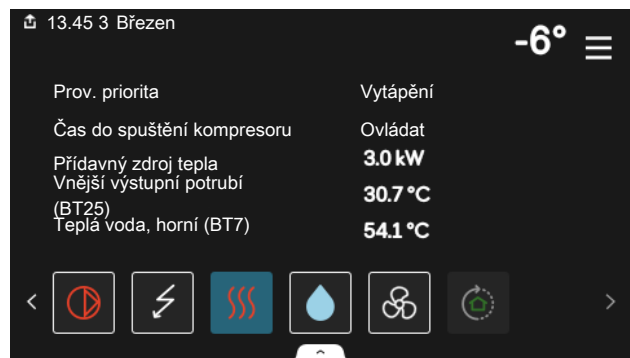 13.45 3 Březen
-6°
Prov. priorita Vytápění
Čas do spuštění kompresoru Ovládat
Přídavný zdroj tepla 3.0 kW
Vnější výstupní potrubí
(BT25) 30.7 °C
Teplá voda, horní (BT7) 54.1 °C